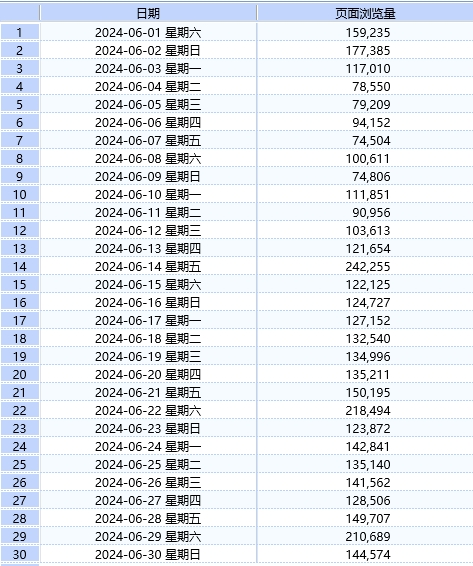 日期 页面浏览量
1 2024-06-01 星期六 159,235
2 2024-06-02 星期日 177,385
3 2024-06-03 星期一 117,010
4 2024-06-04 星期二 78,550
5 2024-06-05 星期三 79,209
6 2024-06-06 星期四 94,152
7 2024-06-07 星期五 74,504
8 2024-06-08 星期六 100,611
9 2024-06-09 星期日 74,806
10 2024-06-10 星期一 111,851
11 2024-06-11 星期二 90,956
12 2024-06-12 星期三 103,613
13 2024-06-13 星期四 121,654
14 2024-06-14 星期五 242,255
15 2024-06-15 星期六 122,125
16 2024-06-16 星期日 124,727
17 2024-06-17 星期一 127,152
18 2024-06-18 星期二 132,540
19 2024-06-19 星期三 134,996
20 2024-06-20 星期四 135,211
21 2024-06-21 星期五 150,195
22 2024-06-22 星期六 218,494
23 2024-06-23 星期日 123,872
24 2024-06-24 星期一 142,841
25 2024-06-25 星期二 135,140
26 2024-06-26 星期三 141,562
27 2024-06-27 星期四 128,506
28 2024-06-28 星期五 149,707
29 2024-06-29 星期六 210,689
30 2024-06-30 星期日 144,574